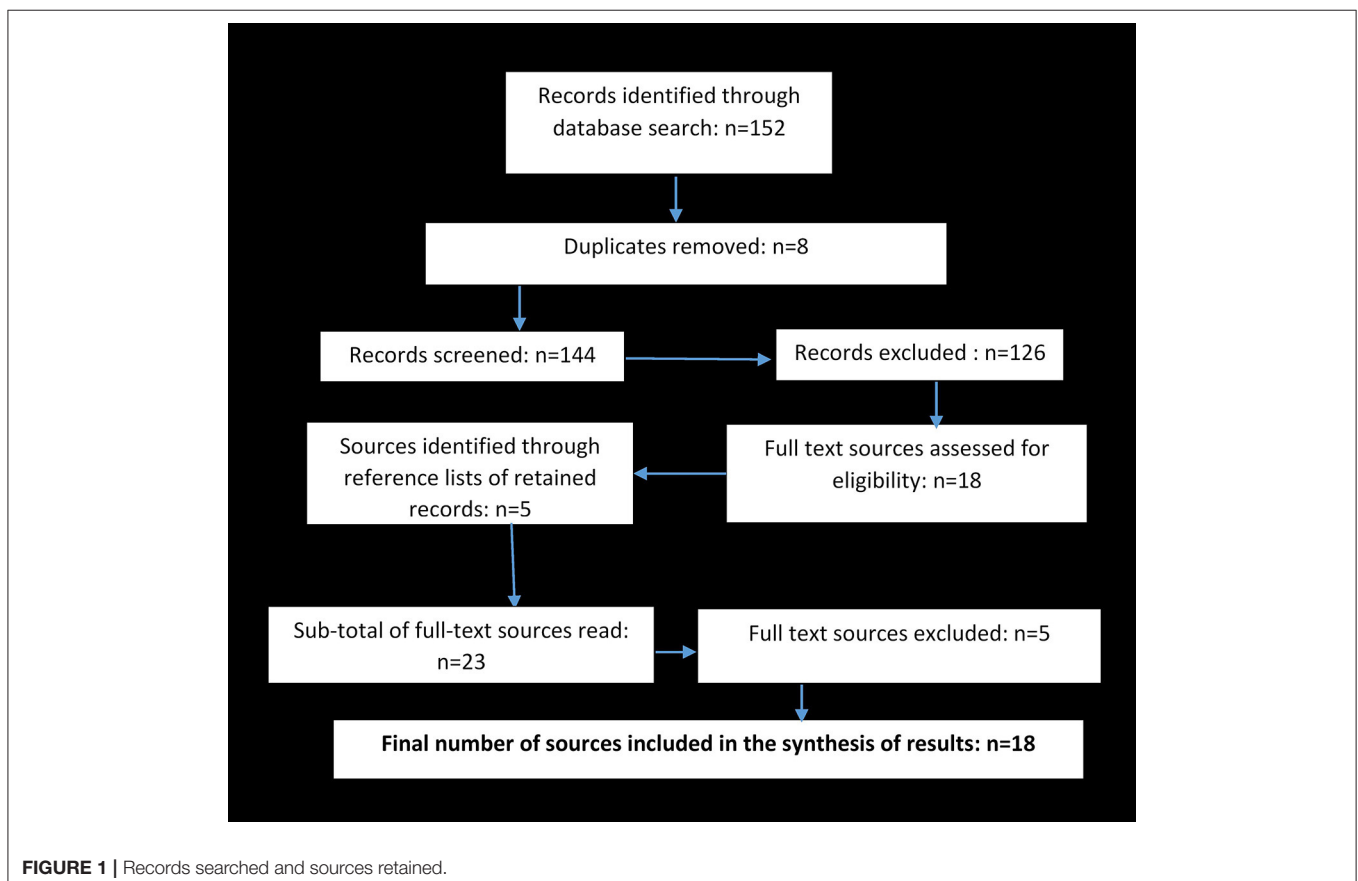 Records identified through
database search: n=152
Duplicates removed: n=8
Records screened: n=144
Records excluded : n=126
Sources identified through
reference lists of retained
records: n=5
Full text sources assessed for
eligibility: n=18
Sub-total of full-text sources read:
n=23
Full text sources excluded: n=5
Final number of sources included in the synthesis of results: n=18
FIGURE 1 | Records searched and sources retained.